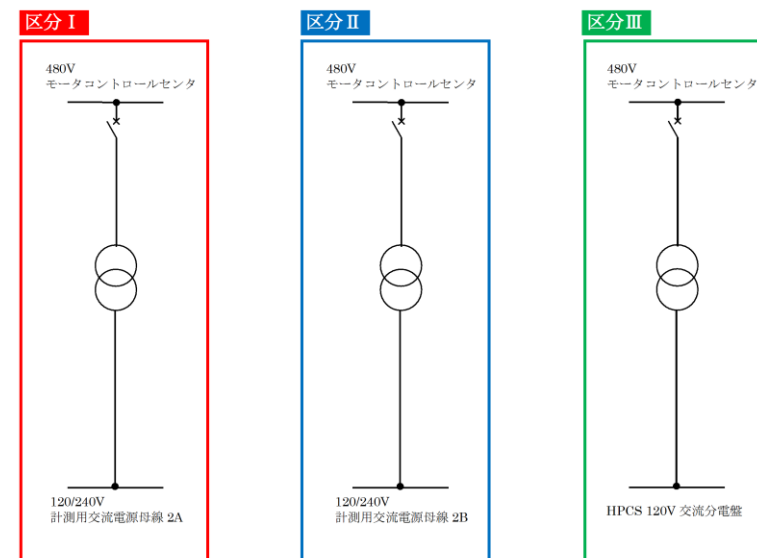 区分Ⅰ
480V
モータコントロールセンタ
120/240V
計測用交流電源母線 2A
区分Ⅱ
480V
モータコントロールセンタ
120/240V
計測用交流電源母線 2B
区分Ⅲ
480V
モータコントロールセンタ
HPCS 120V 交流分電盤